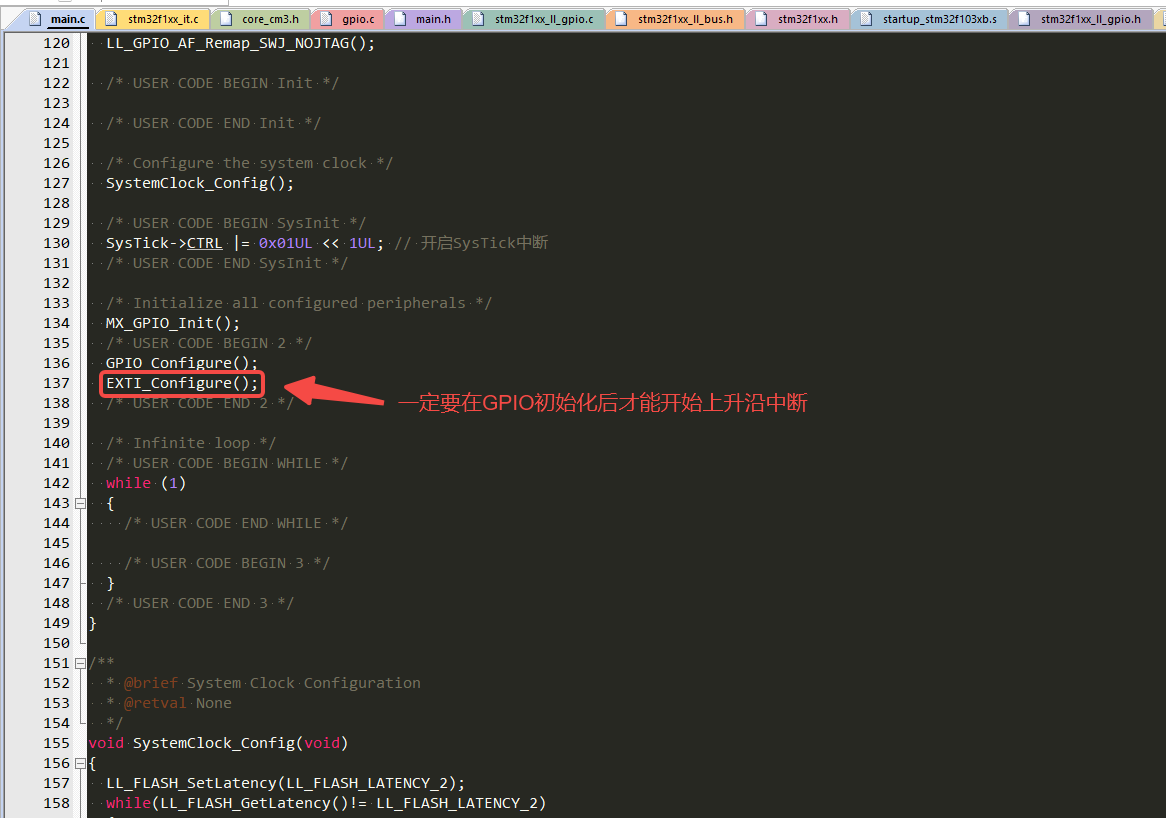 main.c stm32f1xx_it.c core_cm3.h gpio.c main.h stm32f1xx_ll_gpio.c stm32f1xx_ll_bus.h stm32f1xx.h startup_stm32f103xb.s stm32f1xx_ll_gpio.h
120 LL_GPIO_AF_Remap_SWJ_NOJTAG();
121
122 /* USER CODE BEGIN Init */
123
124 /* USER CODE END Init */
125
126 /* Configure the system clock */
127 SystemClock_Config();
128
129 /* USER CODE BEGIN SysInit */
130 SysTick->CTRL |= 0x01UL << 1UL; // 开启SysTick中断
131 /* USER CODE END SysInit */
132
133 /* Initialize all configured peripherals */
134 MX_GPIO_Init();
135 /* USER CODE BEGIN 2 */
136 GPIO_Configure();
137 EXTI_Configure();
138 /* USER CODE END 2 */ 一定要在GPIO初始化后才能开始上升沿中断
139
140 /* Infinite loop */
141 /* USER CODE BEGIN WHILE */
142 while (1)
143 {
144 /* USER CODE END WHILE */
145
146 /* USER CODE BEGIN 3 */
147 }
148 /* USER CODE END 3 */
149 }
150
151 /**
152 * @brief System Clock Configuration
153 * @retval None
154 */
155 void SystemClock_Config(void)
156 {
157 LL_FLASH_SetLatency(LL_FLASH_LATENCY_2);
158 while(LL_FLASH_GetLatency()!= LL_FLASH_LATENCY_2)